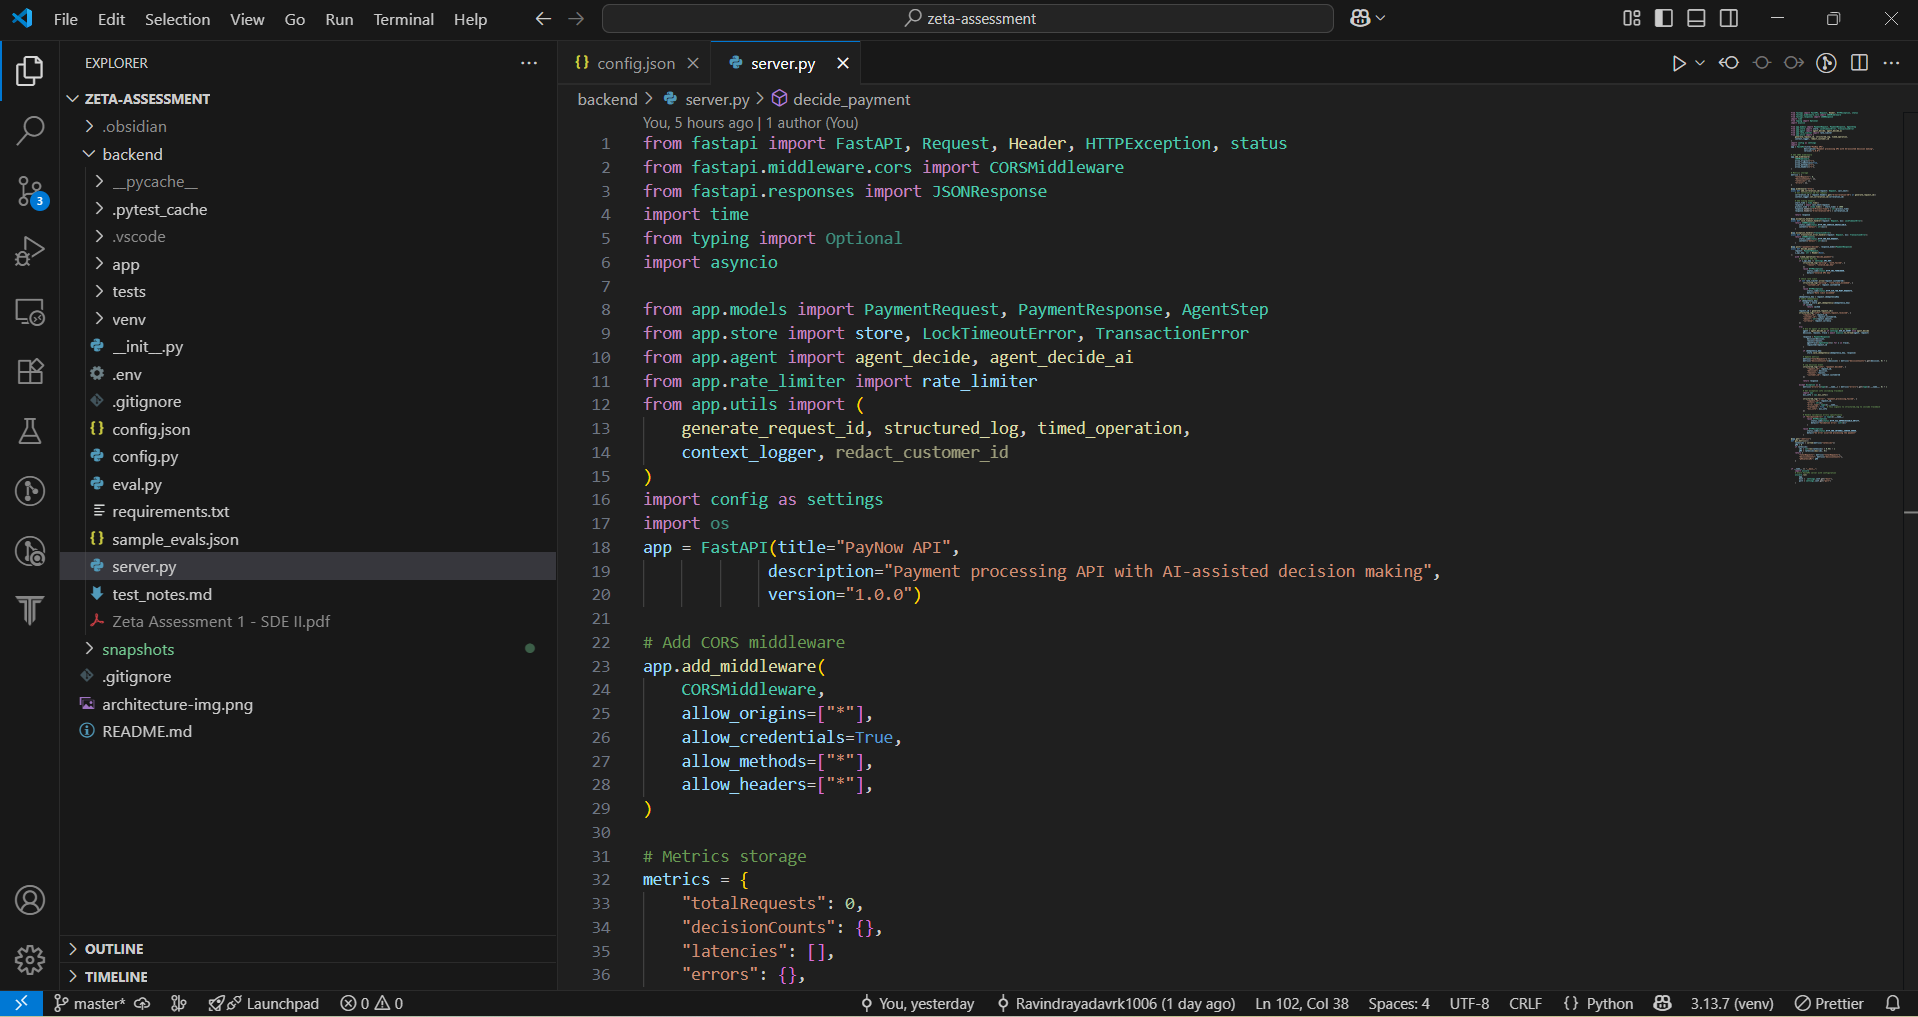 File Edit Selection View Go Run Terminal Help
zeta-assessment
EXPLORER
ZETA-ASSESSMENT
.obsidian
backend
__pycache__
.pytest_cache
.vscode
app
tests
venv
__init__.py
.env
.gitignore
config.json
config.py
eval.py
requirements.txt
sample_evals.json
server.py
test_notes.md
Zeta Assessment 1 - SDE II.pdf
snapshots
.gitignore
architecture-img.png
README.md
OUTLINE
TIMELINE
3
config.json server.py
backend > server.py > decide_payment
You, 5 hours ago | 1 author (You)
1 from fastapi import FastAPI, Request, Header, HTTPException, status
2 from fastapi.middleware.cors import CORSMiddleware
3 from fastapi.responses import JSONResponse
4 import time
5 from typing import Optional
6 import asyncio
7
8 from app.models import PaymentRequest, PaymentResponse, AgentStep
9 from app.store import store, LockTimeoutError, TransactionError
10 from app.agent import agent_decide, agent_decide_ai
11 from app.rate_limiter import rate_limiter
12 from app.utils import (
13     generate_request_id, structured_log, timed_operation,
14     context_logger, redact_customer_id
15 )
16 import config as settings
17 import os
18 app = FastAPI(title="PayNow API",
19              description="Payment processing API with AI-assisted decision making",
20              version="1.0.0")
21
22 # Add CORS middleware
23 app.add_middleware(
24     CORSMiddleware,
25     allow_origins=["*"],
26     allow_credentials=True,
27     allow_methods=["*"],
28     allow_headers=["*"],
29 )
30
31 # Metrics storage
32 metrics = {
33     "totalRequests": 0,
34     "decisionCounts": {},
35     "latencies": [],
36     "errors": {},
master* Launchpad 0 0 You, yesterday Ravindrayadavrk1006 (1 day ago) Ln 102, Col 38 Spaces: 4 UTF-8 CRLF {} Python 3.13.7 (venv) Prettier